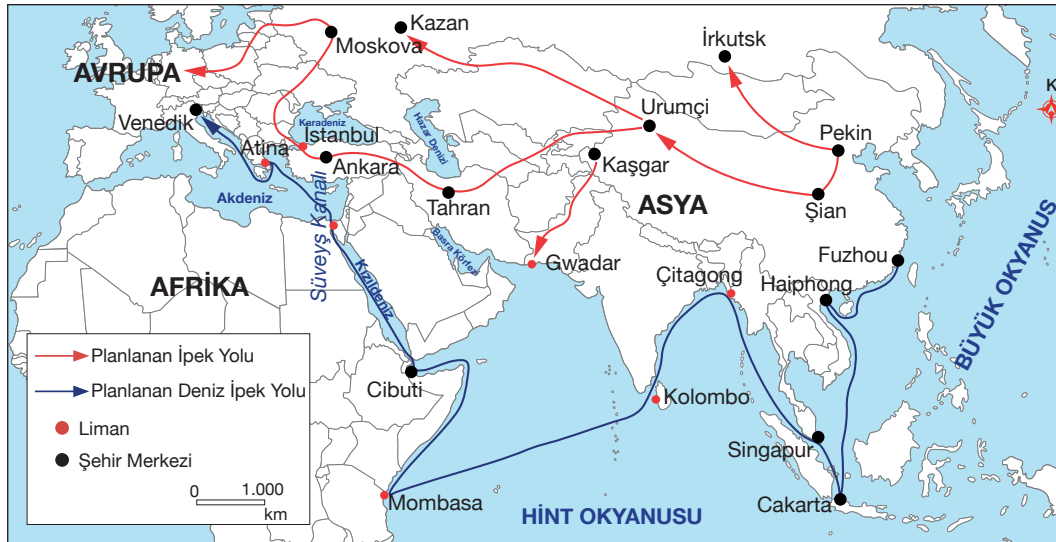 Kazan
Moskova
İrkutsk
AVRUPA
K
Urumçi
Venedik
Karadeniz
İstanbul
Hazar Denizi
Pekin
Atina
Ankara
Kaşgar
Akdeniz
Tahran
ASYA
Şian
Süveyş Kanalı
Basra Körfezi
Gwadar
Fuzhou
Çitagong
Haiphong
AFRİKA
Kızıldeniz
BÜYÜK OKYANUS
Planlanan İpek Yolu
Planlanan Deniz İpek Yolu
Liman
Şehir Merkezi
0 1.000
km
Cibuti
Kolombo
Singapur
Mombasa
Cakarta
HİNT OKYANUSU